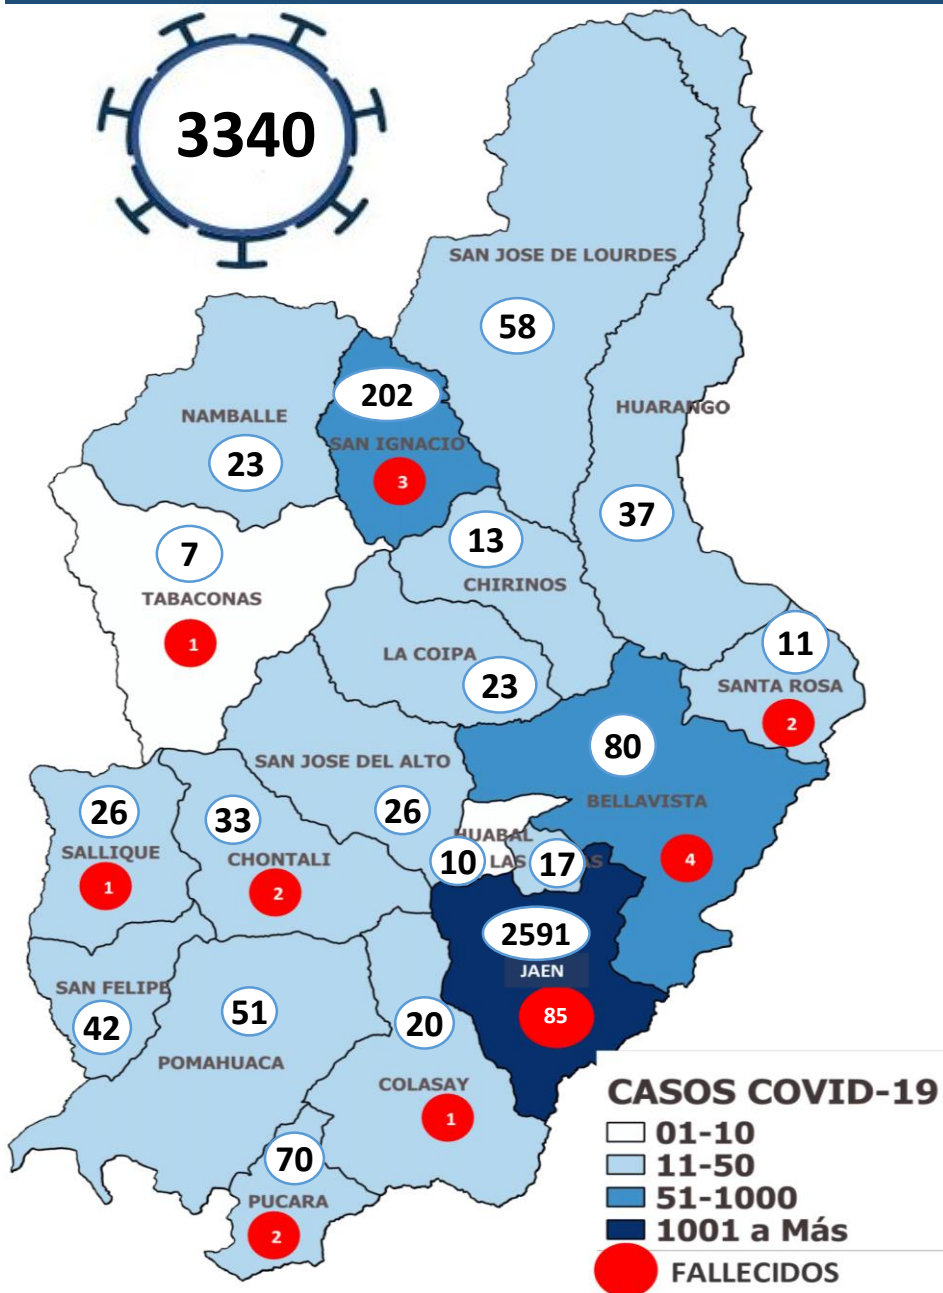 3340
SAN JOSE DE LOURDES
58
202
SAN IGNACIO
3
NAMBALLE
23
HUARANGO
37
7
TABACONAS
1
13
CHIRINOS
LA COIPA
23
11
SANTA ROSA
2
80
BELLAVISTA
4
SAN JOSE DEL ALTO
26
26
SALLIQUE
1
33
CHONTALI
2
HUABAL
10
LAS
17
2591
JAEN
85
SAN FELIPE
42
51
POMAHUACA
20
COLASAY
1
70
PUCARA
2
CASOS COVID-19
01-10
11-50
51-1000
1001 a Más
FALLECIDOS